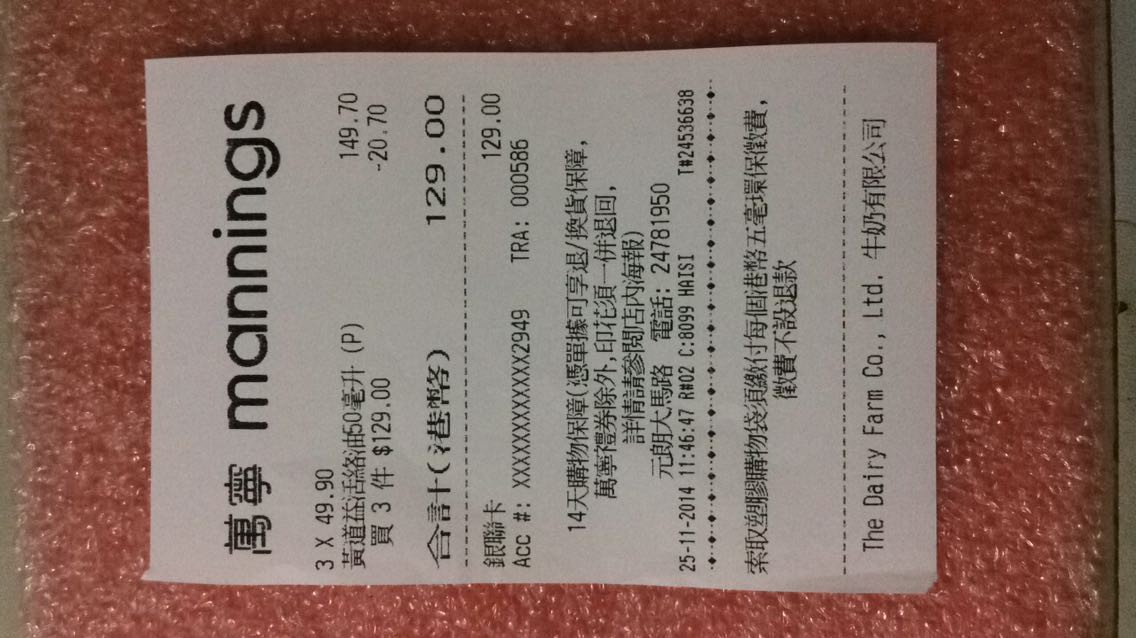 萬寧 mannings
3 X 49.90 149.70
黃道益活絡油50毫升 (P) -20.70
買 3 件 $129.00
合計(港幣) 129.00
銀聯卡 129.00
Acc #: XXXXXXXXXXXX2949 TRA: 000586
14天購物保障(憑單據可享退/換貨保障,
萬寧禮券除外,印花須一併退回,
詳情請參閱店內海報)
元朗大馬路 電話: 24781950
25-11-2014 11:46:47 R#02 C:8099 HAISI T#24536638
索取塑膠購物袋須繳付每個港幣五毫環保徵費,
徵費不設退款
The Dairy Farm Co., Ltd. 牛奶有限公司